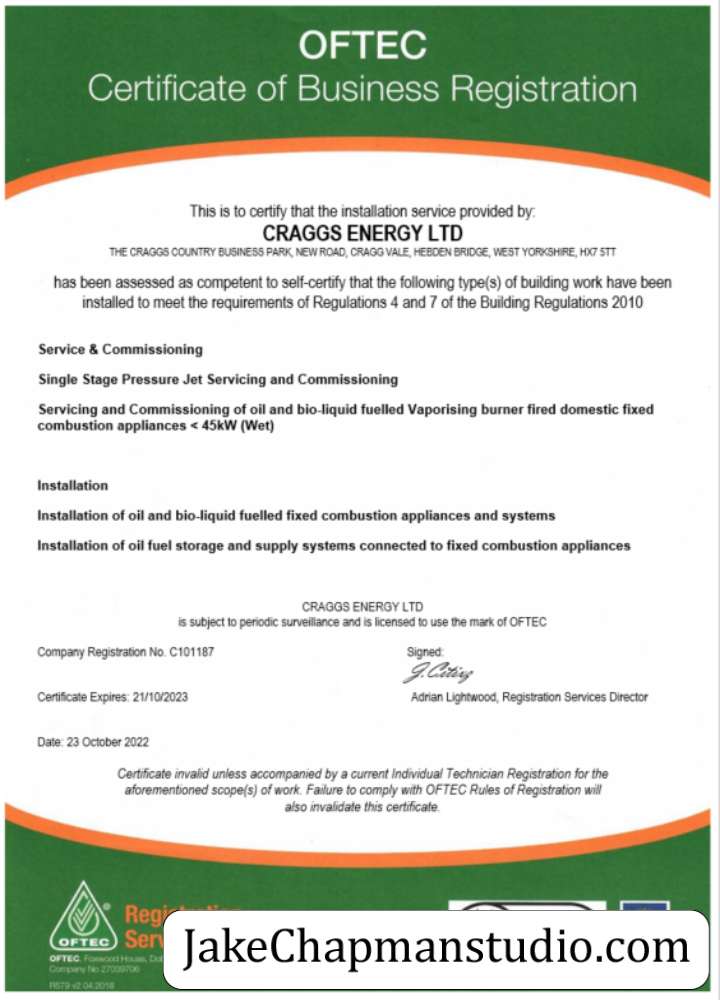 OFTEC
Certificate of Business Registration
This is to certify that the installation service provided by:
CRAGGS ENERGY LTD
THE CRAGGS COUNTRY BUSINESS PARK, NEW ROAD, CRAGG VALE, HEBDEN BRIDGE, WEST YORKSHIRE, HX7 5TT
has been assessed as competent to self-certify that the following type(s) of building work have been
installed to meet the requirements of Regulations 4 and 7 of the Building Regulations 2010
Service & Commissioning
Single Stage Pressure Jet Servicing and Commissioning
Servicing and Commissioning of oil and bio-liquid fuelled Vaporising burner fired domestic fixed
combustion appliances < 45kW (Wet)
Installation
Installation of oil and bio-liquid fuelled fixed combustion appliances and systems
Installation of oil fuel storage and supply systems connected to fixed combustion appliances
CRAGGS ENERGY LTD
is subject to periodic surveillance and is licensed to use the mark of OFTEC
Company Registration No. C101187
Signed:
Certificate Expires: 21/10/2023
Adrian Lightwood, Registration Services Director
Date: 23 October 2022
Certificate invalid unless accompanied by a current Individual Technician Registration for the
aforementioned scope(s) of work. Failure to comply with OFTEC Rules of Registration will
also invalidate this certificate.
OFTEC
OFTEC, Foxwood House,
Company No 27039706
R579 v2 04.2018
JakeChapmanstudio.com